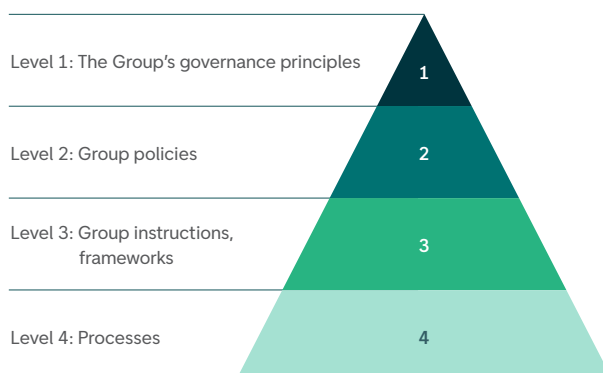 Level 1: The Group’s governance principles
1
Level 2: Group policies
2
Level 3: Group instructions,
frameworks
3
Level 4: Processes
4